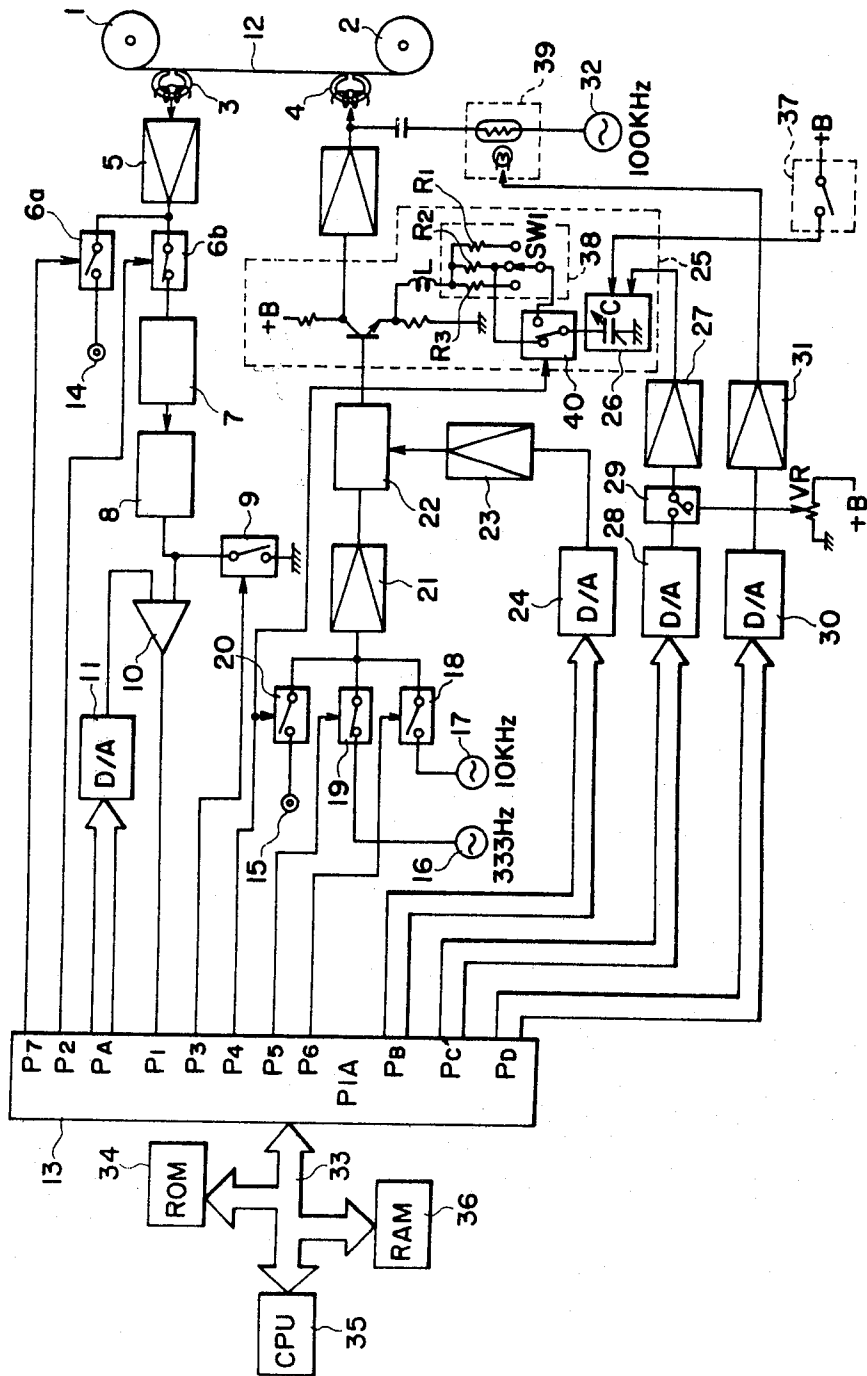 1
12
2
3
4
39
32
100KHz
5
37
+B
6a
6b
R1
R2
SW1
38
25
L
R3
C
26
40
27
31
+B
14
7
8
9
22
23
29
VR
+B
28
D/A
30
D/A
24
D/A
21
10
11
D/A
20
18
19
17
10KHz
15
16
333Hz
P7
P2
PA
P1
P3
P4
P5
P6
PIA
PB
PC
PD
13
34
ROM
33
RAM
36
CPU
35